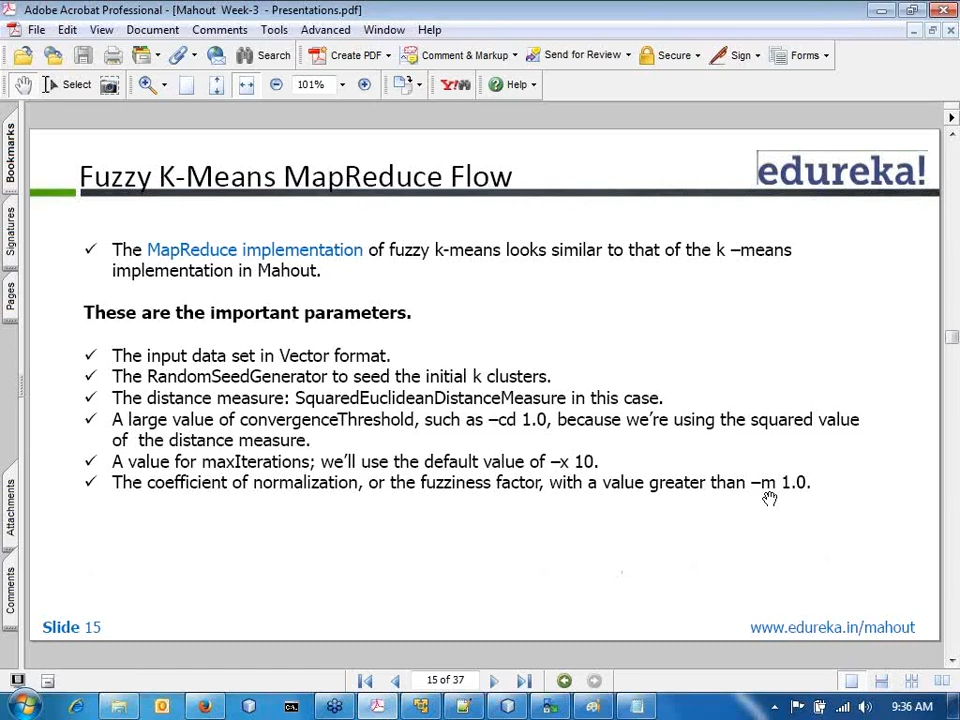 Adobe Acrobat Professional - [Mahout Week-3 - Presentations.pdf]
File Edit View Document Comments Tools Advanced Window Help
Search Create PDF Comment & Markup Send for Review Secure Sign Forms
Select 101% Y! Help
Bookmarks
Signatures
Pages
Attachments
Comments
Fuzzy K-Means MapReduce Flow
edureka!
✓ The MapReduce implementation of fuzzy k-means looks similar to that of the k –means
implementation in Mahout.
These are the important parameters.
✓ The input data set in Vector format.
✓ The RandomSeedGenerator to seed the initial k clusters.
✓ The distance measure: SquaredEuclideanDistanceMeasure in this case.
✓ A large value of convergenceThreshold, such as –cd 1.0, because we're using the squared value
of the distance measure.
✓ A value for maxIterations; we'll use the default value of –x 10.
✓ The coefficient of normalization, or the fuzziness factor, with a value greater than –m 1.0.
Slide 15
www.edureka.in/mahout
15 of 37
9:36 AM